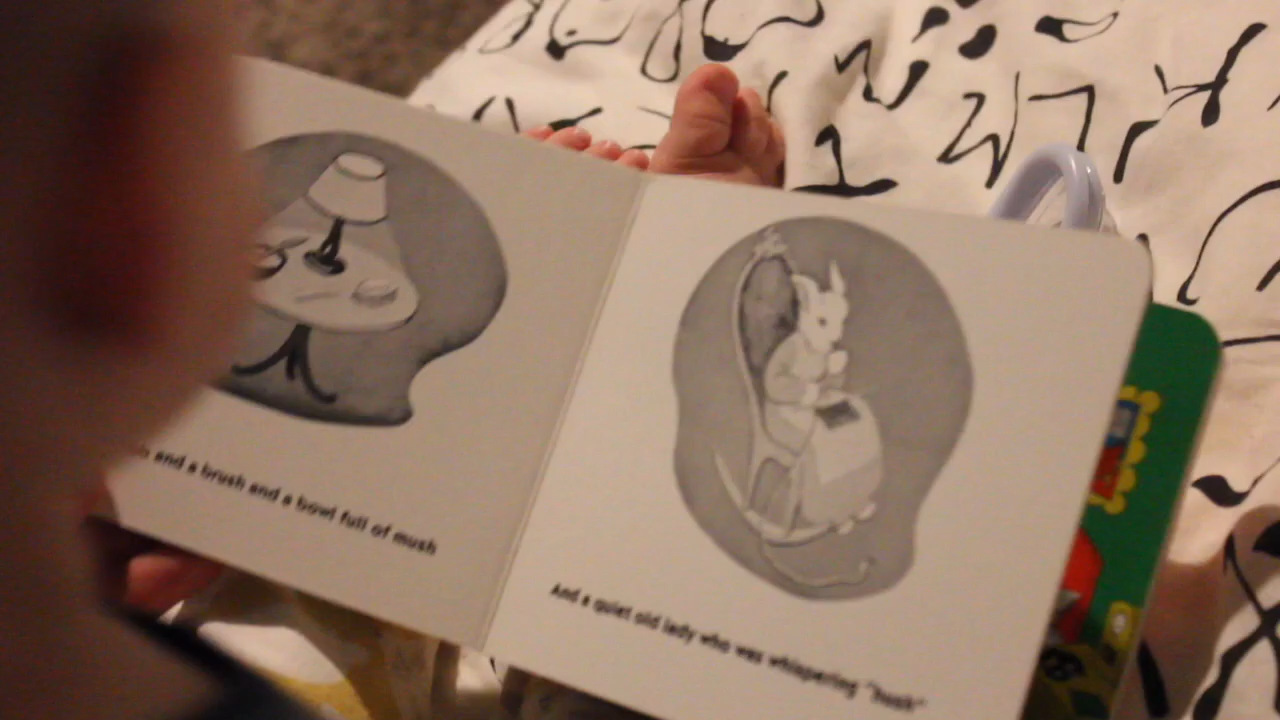 and a brush and a bowl full of mush
And a quiet old lady who was whispering "hush"